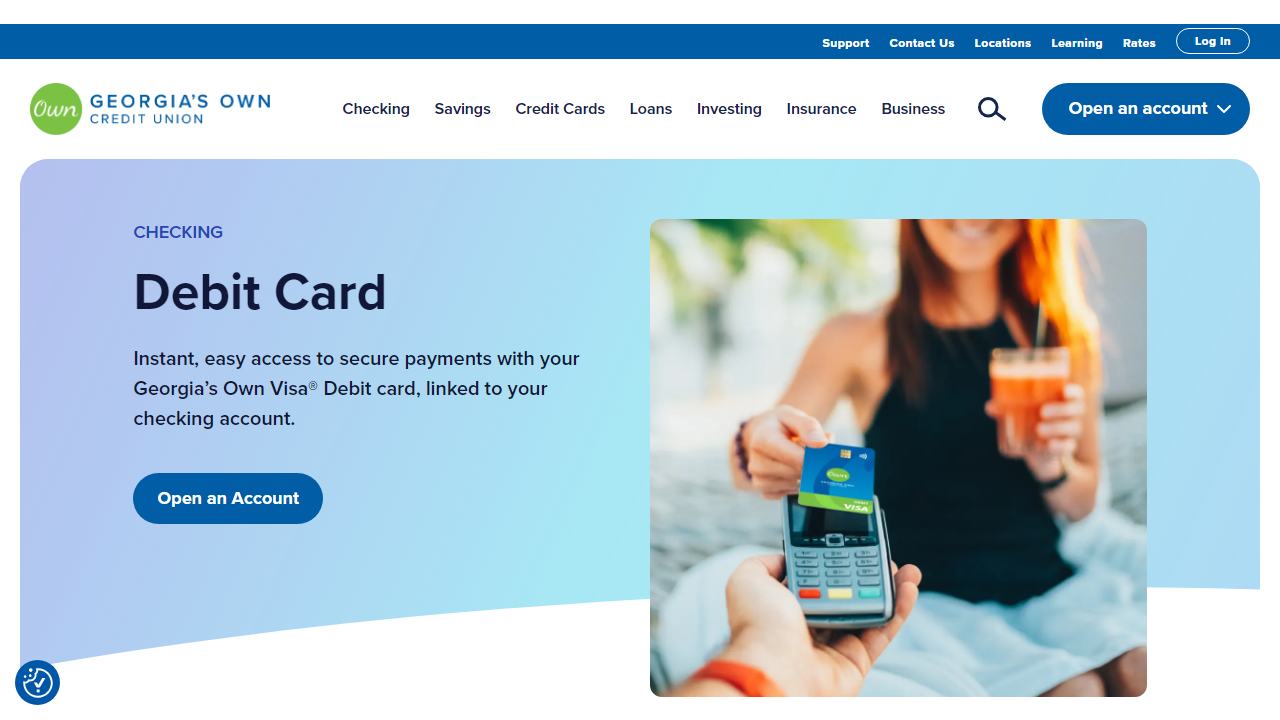 Support Contact Us Locations Learning Rates Log In
Own GEORGIA'S OWN
CREDIT UNION
Checking Savings Credit Cards Loans Investing Insurance Business Open an account
CHECKING
Debit Card
Instant, easy access to secure payments with your
Georgia’s Own Visa® Debit card, linked to your
checking account.
Open an Account
Own
VISA